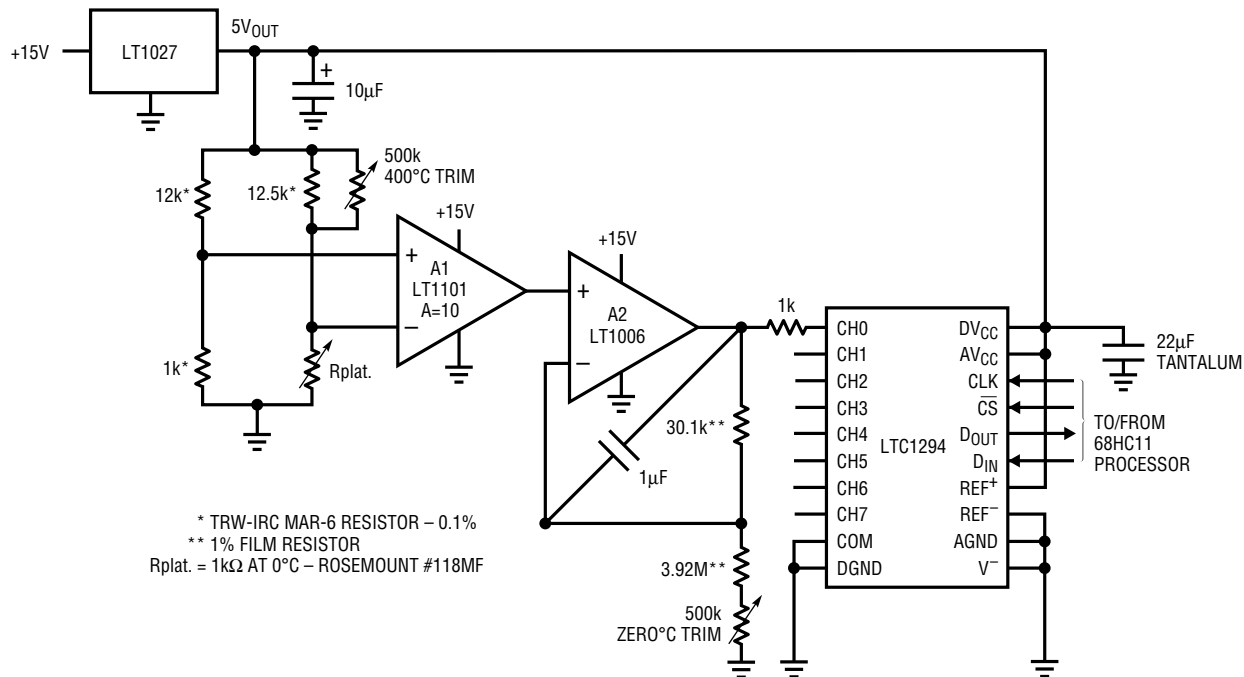 +15V
LT1027
5VOUT
+
10µF
12k*
12.5k*
500k
400°C TRIM
+15V
+
A1
LT1101
A=10
−
1k*
Rplat.
+15V
+
A2
LT1006
−
30.1k**
1µF
3.92M**
500k
ZERO°C TRIM
1k
CH0
CH1
CH2
CH3
CH4
CH5
CH6
CH7
COM
DGND
LTC1294
DVCC
AVCC
CLK
C̅S̅
DOUT
DIN
REF+
REF−
AGND
V−
22µF
TANTALUM
TO/FROM
68HC11
PROCESSOR
* TRW-IRC MAR-6 RESISTOR – 0.1%
** 1% FILM RESISTOR
Rplat. = 1kΩ AT 0°C – ROSEMOUNT #118MF